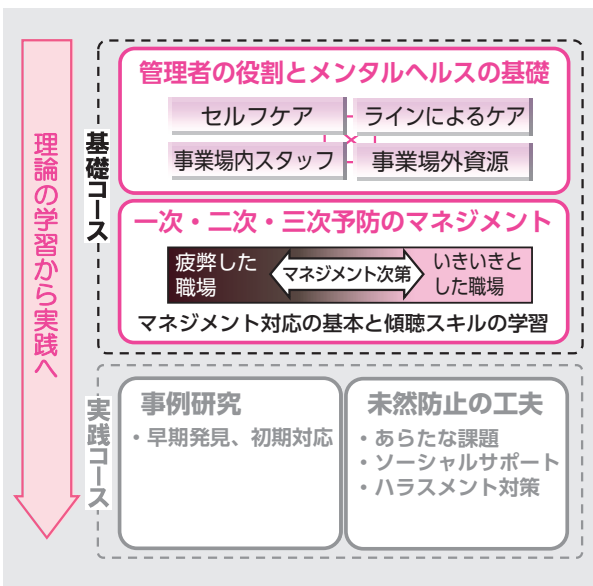 理論の学習から実践へ
基礎コース
管理者の役割とメンタルヘルスの基礎
セルフケア
ラインによるケア
事業場内スタッフ
事業場外資源
一次・二次・三次予防のマネジメント
疲弊した
職場
マネジメント次第
いきいきと
した職場
マネジメント対応の基本と傾聴スキルの学習
実践コース
事例研究
・早期発見、初期対応
未然防止の工夫
・あらたな課題
・ソーシャルサポート
・ハラスメント対策